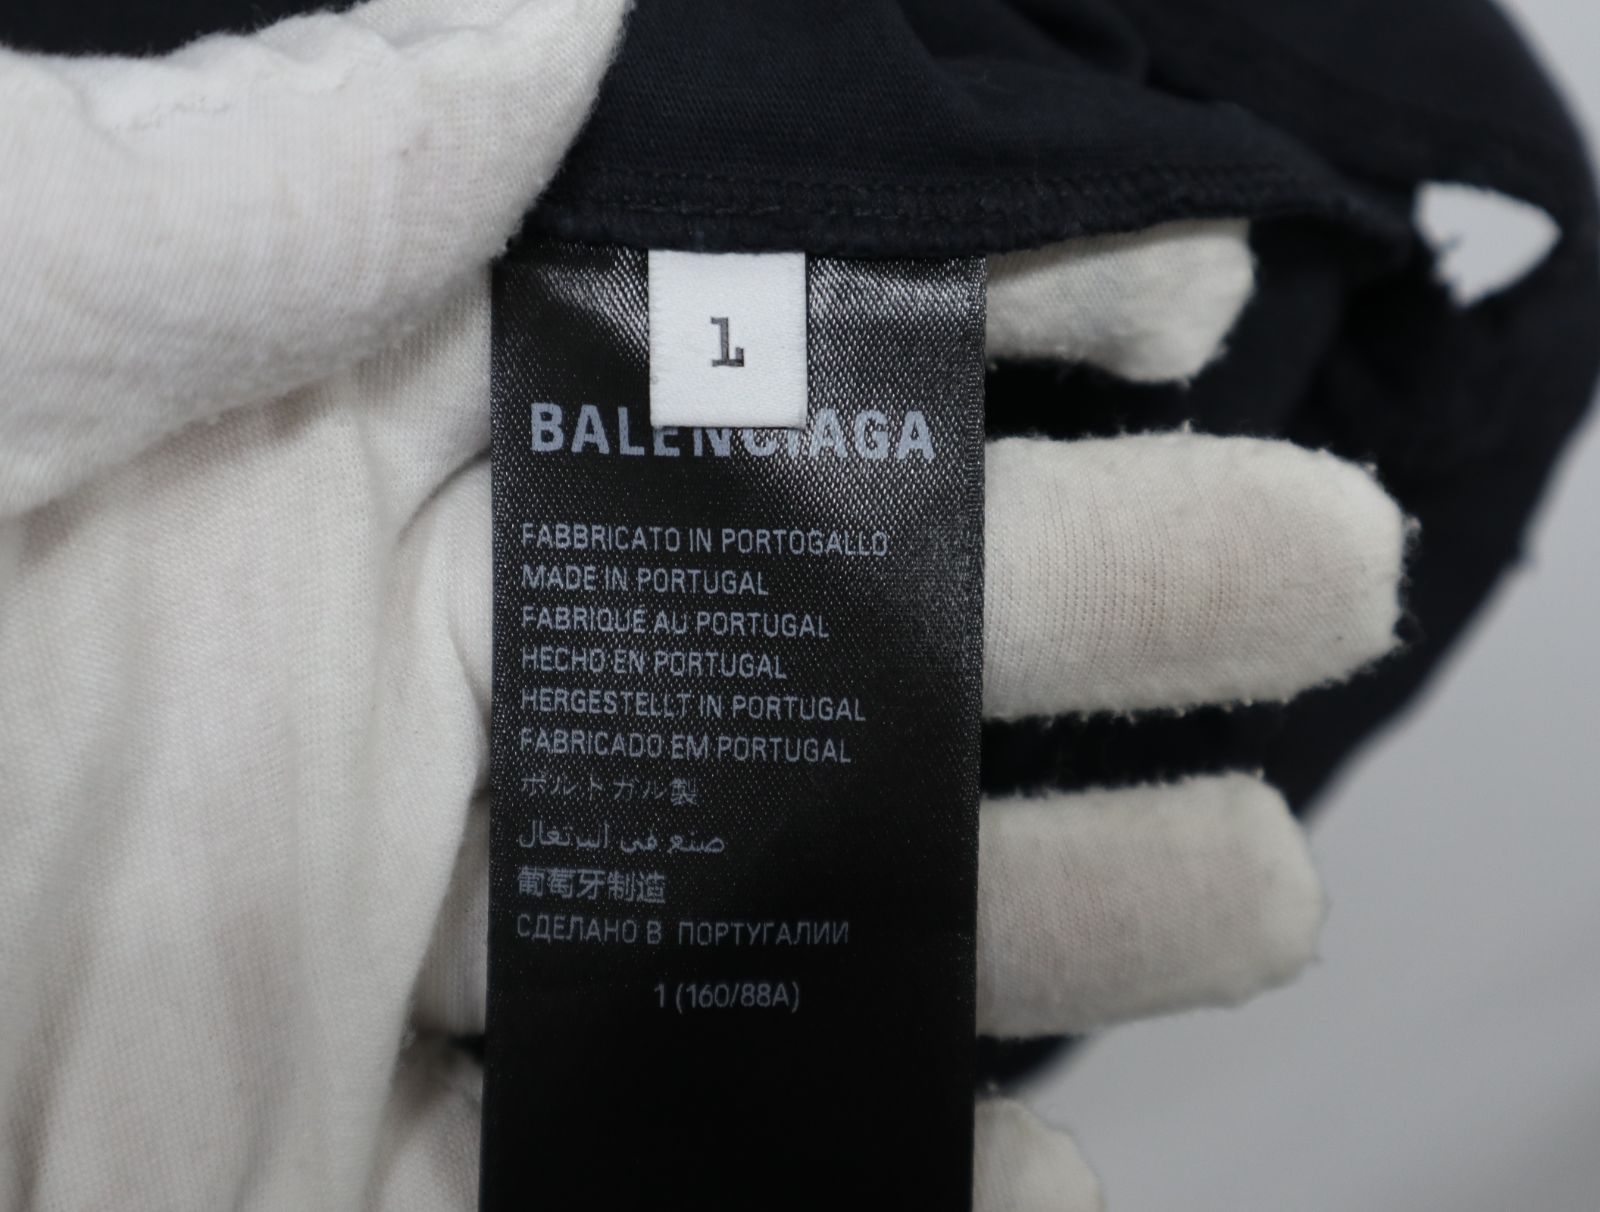 1
BALENCIAGA
FABBRICATO IN PORTOGALLO
MADE IN PORTUGAL
FABRIQUÉ AU PORTUGAL
HECHO EN PORTUGAL
HERGESTELLT IN PORTUGAL
FABRICADO EM PORTUGAL
ポルトガル製
صنع في البرتغال
葡萄牙制造
СДЕЛАНО В ПОРТУГАЛИИ
1 (160/88A)